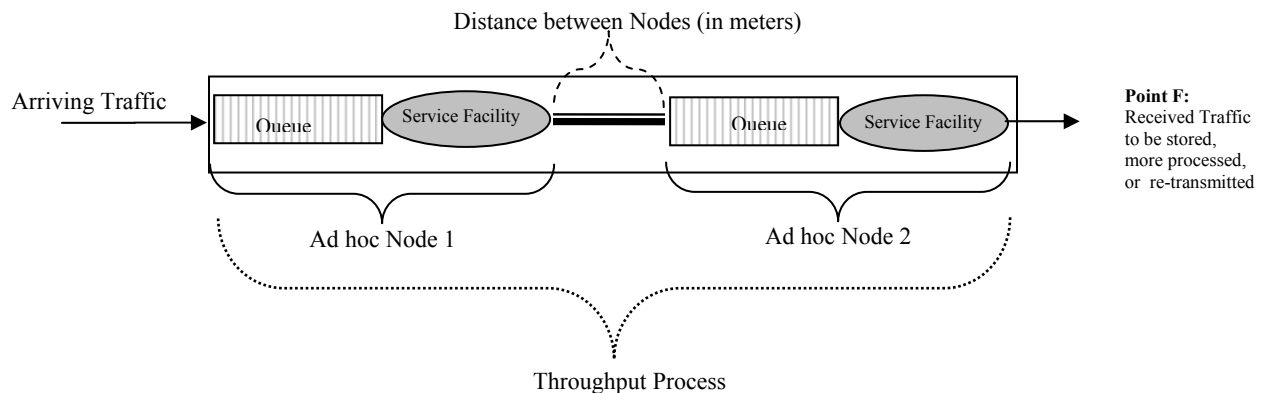 Distance between Nodes (in meters)
Arriving Traffic
Queue
Service Facility
Queue
Service Facility
Point F:
Received Traffic
to be stored,
more processed,
or re-transmitted
Ad hoc Node 1
Ad hoc Node 2
Throughput Process